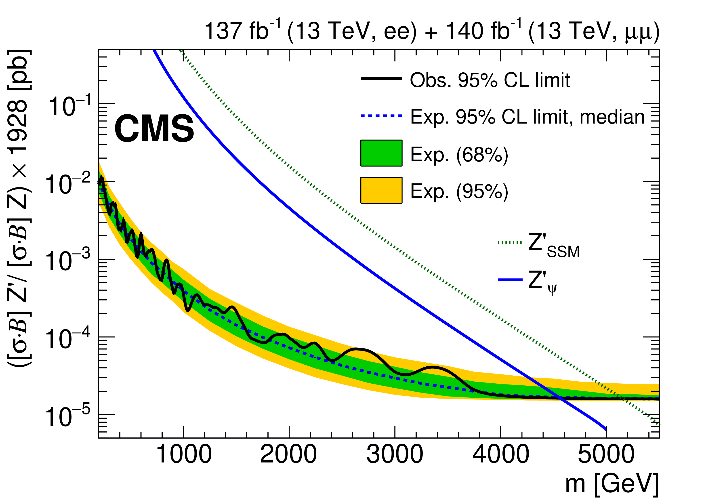 137 fb⁻¹ (13 TeV, ee) + 140 fb⁻¹ (13 TeV, μμ)
CMS
Obs. 95% CL limit
Exp. 95% CL limit, median
Exp. (68%)
Exp. (95%)
Z'SSM
Z'ψ
([σ·B] Z'/ [σ·B] Z) × 1928 [pb]
10⁻¹
10⁻²
10⁻³
10⁻⁴
10⁻⁵
1000 2000 3000 4000 5000
m [GeV]